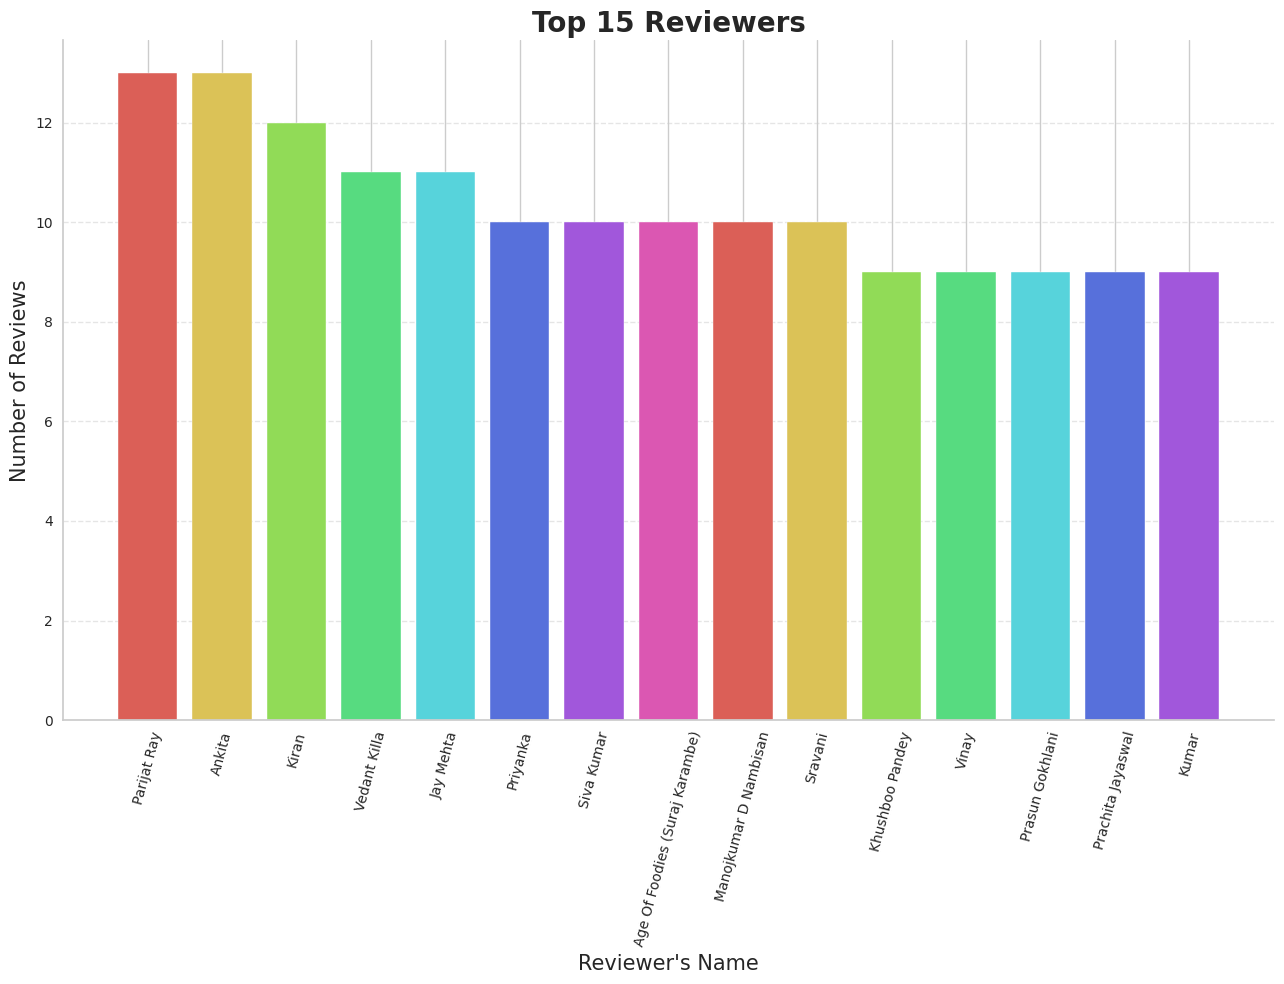 Top 15 Reviewers
Number of Reviews
12
10
8
6
4
2
0
Parijat Ray
Ankita
Kiran
Vedant Killa
Jay Mehta
Priyanka
Siva Kumar
Age Of Foodies (Suraj Karambe)
Manojkumar D Nambisan
Sravani
Khushboo Pandey
Vinay
Prasun Gokhlani
Prachita Jayaswal
Kumar
Reviewer's Name